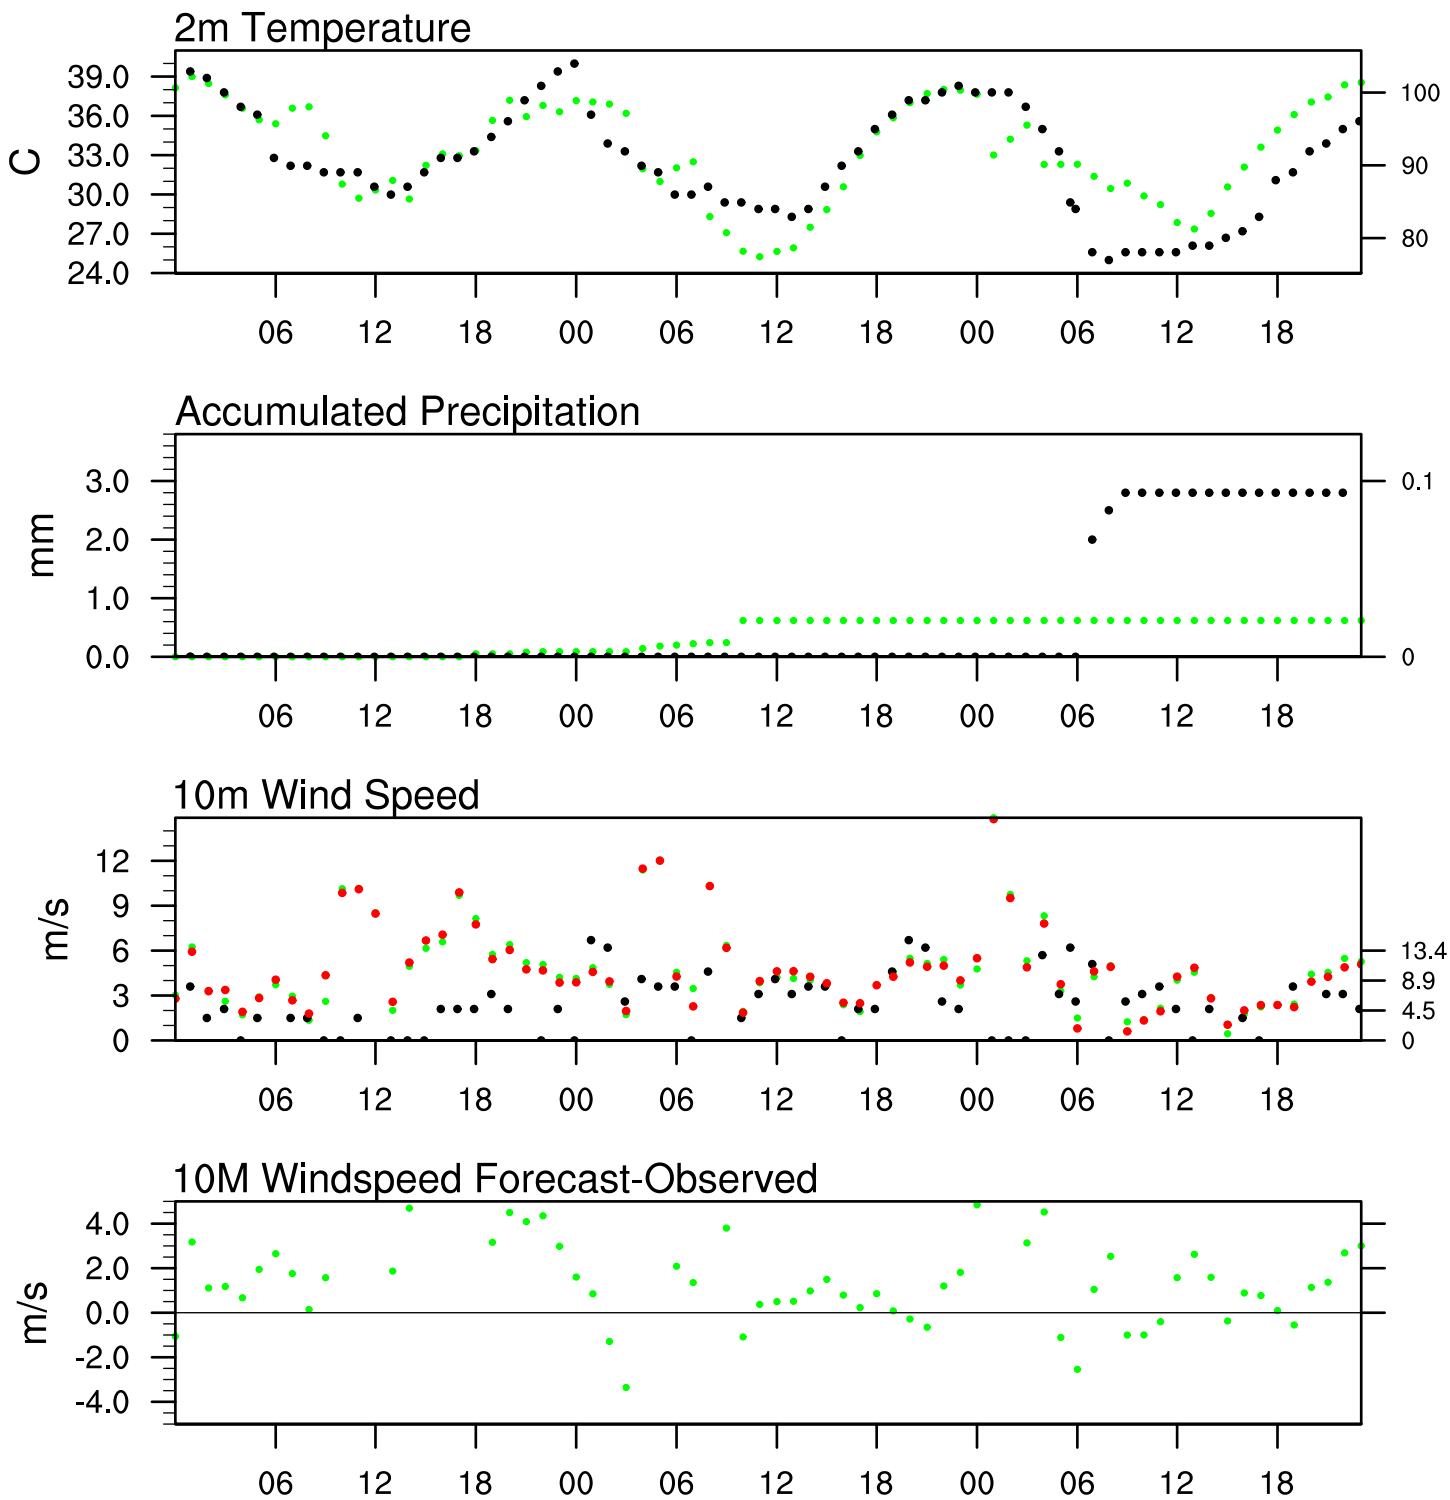 2m Temperature
39.0
36.0
33.0
30.0
27.0
24.0
C
100
90
80
06 12 18 00 06 12 18 00 06 12 18
Accumulated Precipitation
3.0
2.0
1.0
0.0
mm
0.1
0
06 12 18 00 06 12 18 00 06 12 18
10m Wind Speed
12
9
6
3
0
m/s
13.4
8.9
4.5
0
06 12 18 00 06 12 18 00 06 12 18
10M Windspeed Forecast-Observed
4.0
2.0
0.0
-2.0
-4.0
m/s
06 12 18 00 06 12 18 00 06 12 18